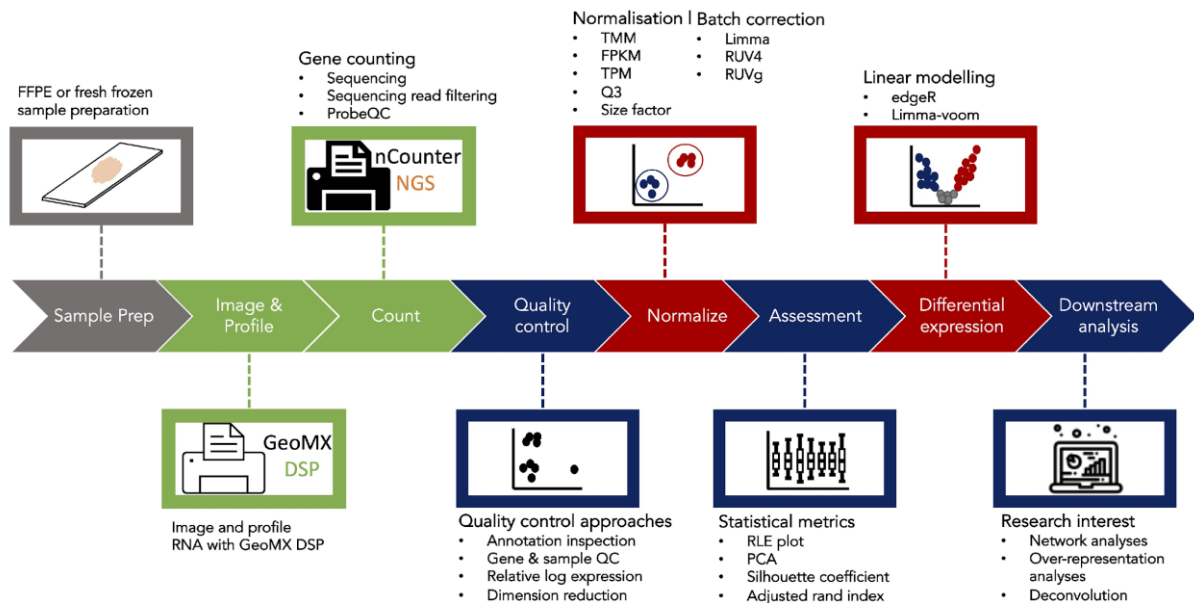 Normalisation |
• TMM
• FPKM
• TPM
• Q3
• Size factor
Batch correction
• Limma
• RUV4
• RUVg
Gene counting
• Sequencing
• Sequencing read filtering
• ProbeQC
Linear modelling
• edgeR
• Limma-voom
FFPE or fresh frozen
sample preparation
nCounter
NGS
Sample Prep
Image &
Profile
Count
Quality
control
Normalize
Assessment
Differential
expression
Downstream
analysis
GeoMX
DSP
Image and profile
RNA with GeoMX DSP
Quality control approaches
• Annotation inspection
• Gene & sample QC
• Relative log expression
• Dimension reduction
Statistical metrics
• RLE plot
• PCA
• Silhouette coefficient
• Adjusted rand index
Research interest
• Network analyses
• Over-representation
analyses
• Deconvolution